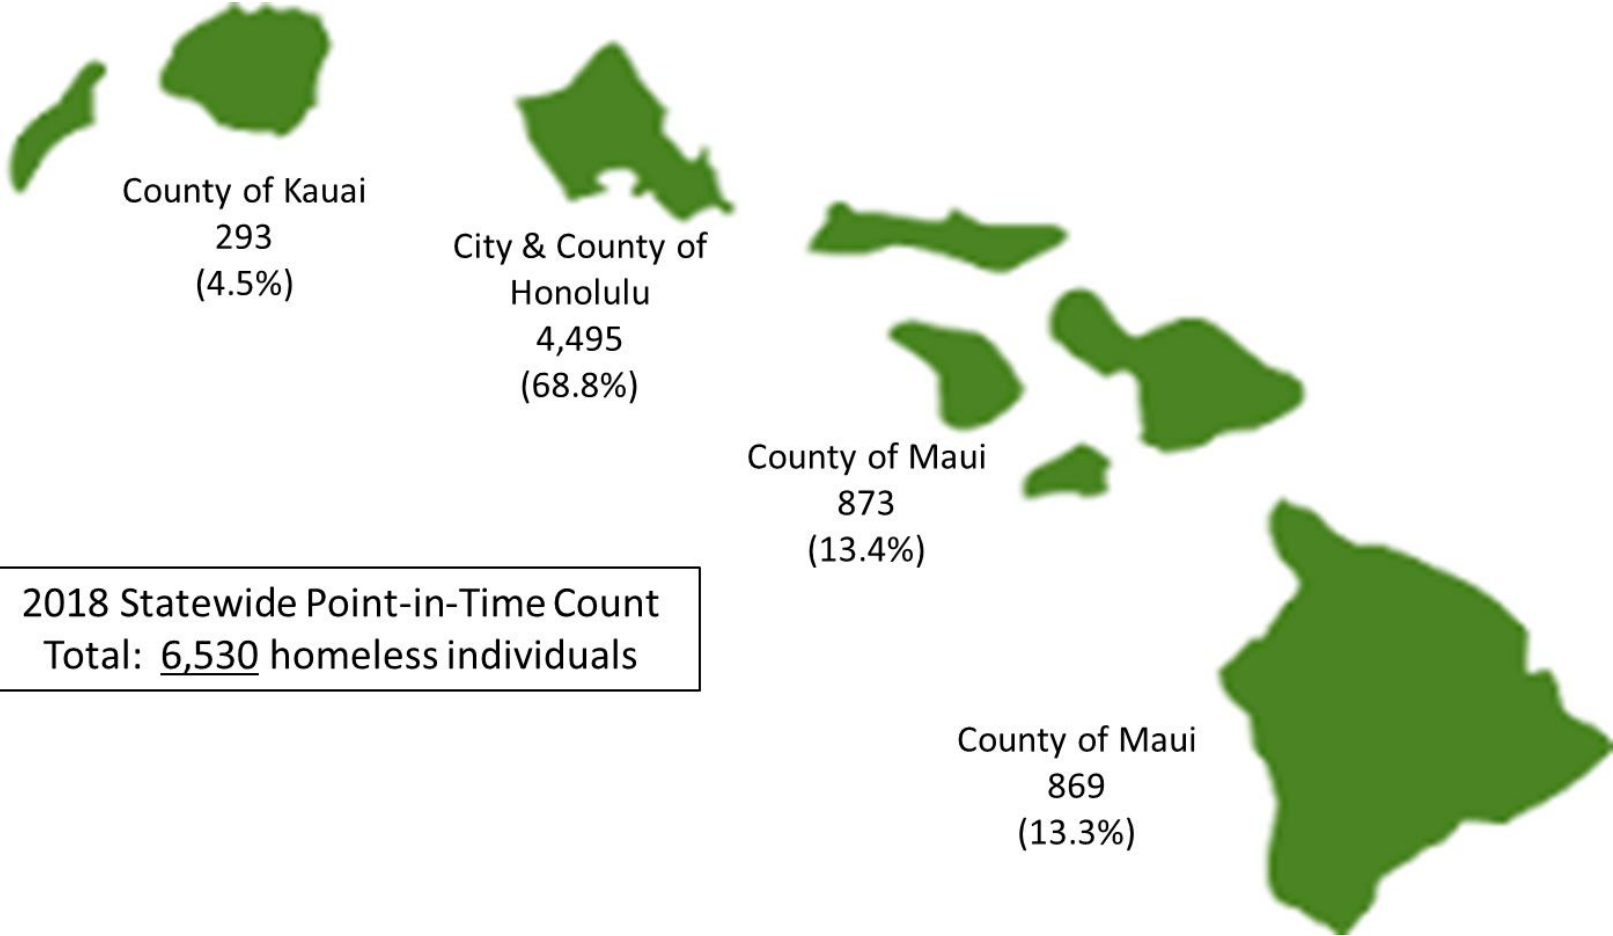 County of Kauai
293
(4.5%)
City & County of
Honolulu
4,495
(68.8%)
County of Maui
873
(13.4%)
2018 Statewide Point-in-Time Count
Total: 6,530 homeless individuals
County of Maui
869
(13.3%)